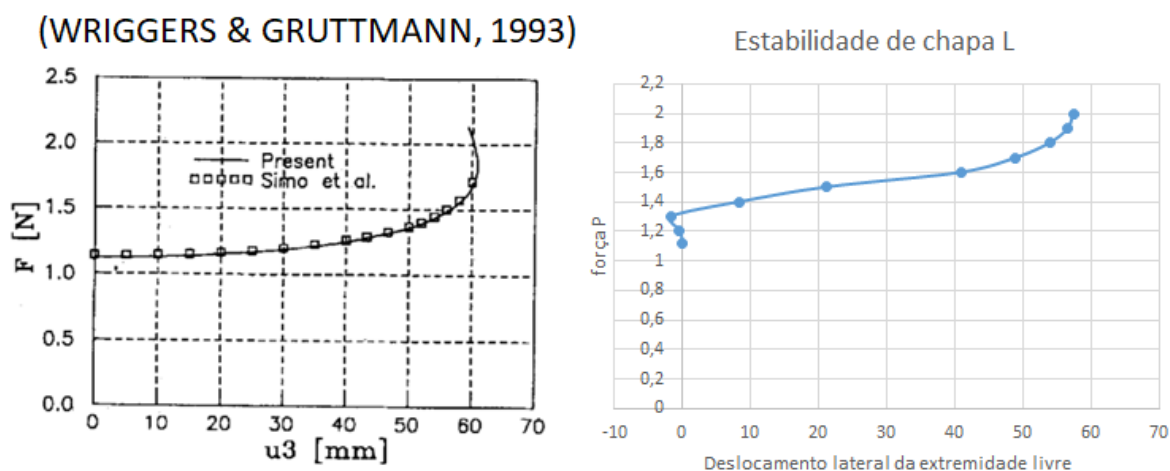 (WRIGGERS & GRUTTMANN, 1993)
2.5
2.0
1.5
1.0
0.5
0.0
F [N]
Present
Simo et al.
0 10 20 30 40 50 60 70
u3 [mm]
Estabilidade de chapa L
2,2
2
1,8
1,6
1,4
1,2
1
0,8
0,6
0,4
0,2
0
força P
-10 0 10 20 30 40 50 60 70
Deslocamento lateral da extremidade livre